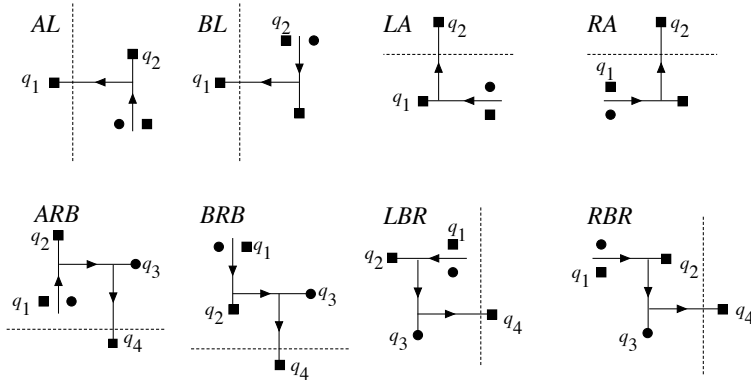 AL BL LA RA
q2 q2 q2 q2
q1 q1 q1 q1
ARB BRB LBR RBR
q2 q1 q1
q3 q2 q2
q1 q2 q3 q1
q4 q4
q4 q4 q3 q3